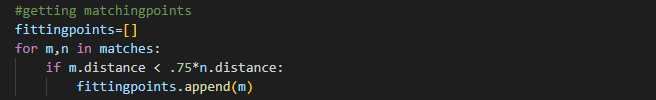 #getting matchingpoints
fittingpoints=[]
for m,n in matches:
    if m.distance < .75*n.distance:
        fittingpoints.append(m)